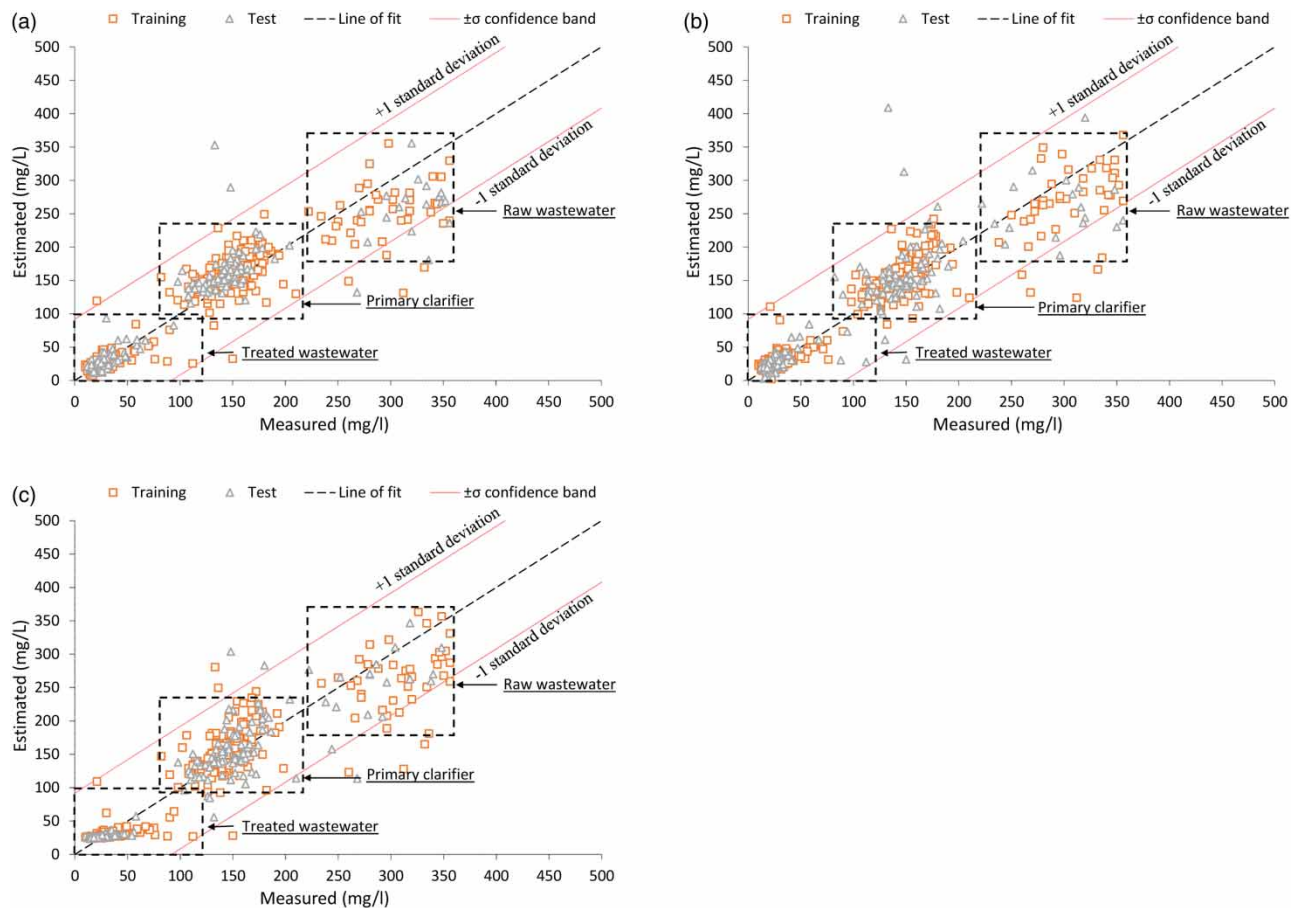 (a)
Training Test Line of fit ±σ confidence band
500
450
400
350
300
250
200
150
100
50
0
Estimated (mg/L)
+1 standard deviation
-1 standard deviation
Raw wastewater
Primary clarifier
Treated wastewater
0 50 100 150 200 250 300 350 400 450 500
Measured (mg/l)
(b)
Training Test Line of fit ±σ confidence band
500
450
400
350
300
250
200
150
100
50
0
Estimated (mg/L)
+1 standard deviation
-1 standard deviation
Raw wastewater
Primary clarifier
Treated wastewater
0 50 100 150 200 250 300 350 400 450 500
Measured (mg/l)
(c)
Training Test Line of fit ±σ confidence band
500
450
400
350
300
250
200
150
100
50
0
Estimated (mg/L)
+1 standard deviation
-1 standard deviation
Raw wastewater
Primary clarifier
Treated wastewater
0 50 100 150 200 250 300 350 400 450 500
Measured (mg/l)